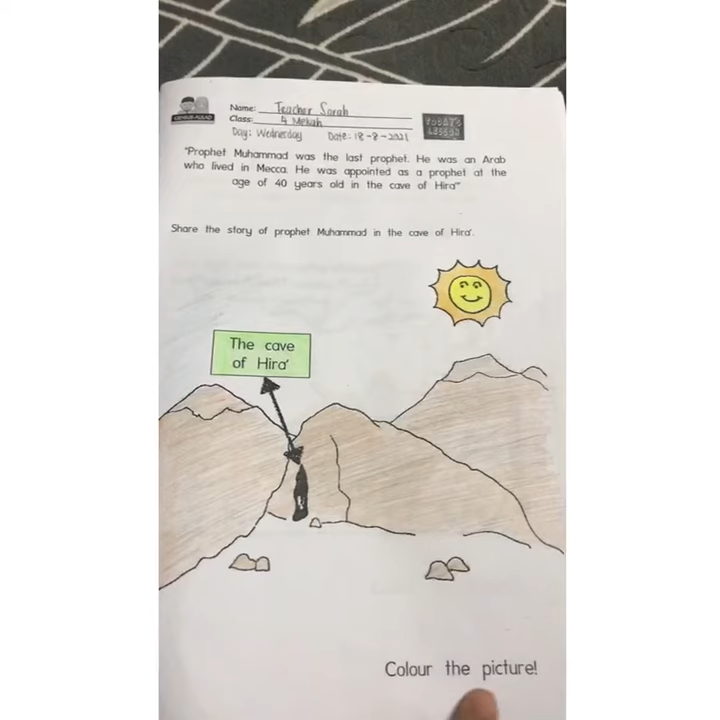 Name: Teacher Sarah
Class: 4 Mekah
Day: Wednesday Date: 18-8-2021
TODAY'S
LESSON
"Prophet Muhammad was the last prophet. He was an Arab
who lived in Mecca. He was appointed as a prophet at the
age of 40 years old in the cave of Hira'"
Share the story of prophet Muhammad in the cave of Hira'.
The cave
of Hira'
Colour the picture!